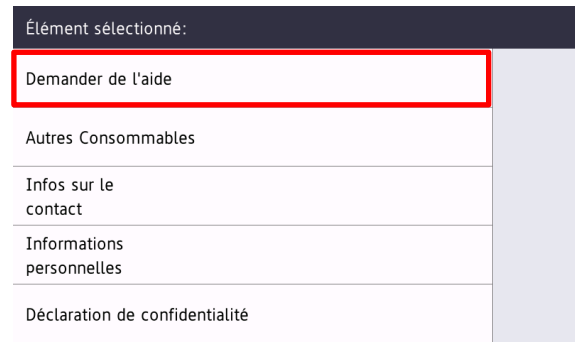 Élément sélectionné:
Demander de l'aide
Autres Consommables
Infos sur le
contact
Informations
personnelles
Déclaration de confidentialité